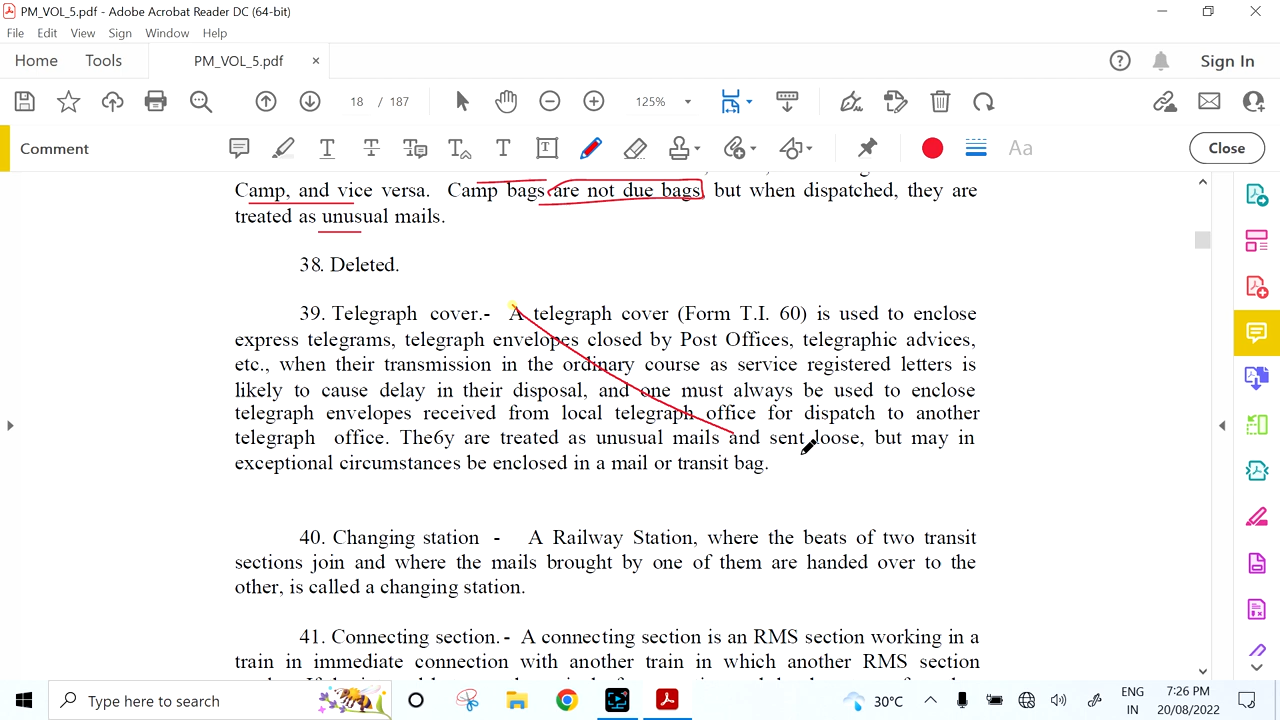 PM_VOL_5.pdf - Adobe Acrobat Reader DC (64-bit)
File Edit View Sign Window Help
Home Tools PM_VOL_5.pdf × Sign In
18 / 187 125%
Comment Aa Close
Camp, and vice versa. Camp bags are not due bags, but when dispatched, they are
treated as unusual mails.
38. Deleted.
39. Telegraph cover.- A telegraph cover (Form T.I. 60) is used to enclose
express telegrams, telegraph envelopes closed by Post Offices, telegraphic advices,
etc., when their transmission in the ordinary course as service registered letters is
likely to cause delay in their disposal, and one must always be used to enclose
telegraph envelopes received from local telegraph office for dispatch to another
telegraph office. The6y are treated as unusual mails and sent loose, but may in
exceptional circumstances be enclosed in a mail or transit bag.
40. Changing station - A Railway Station, where the beats of two transit
sections join and where the mails brought by one of them are handed over to the
other, is called a changing station.
41. Connecting section.- A connecting section is an RMS section working in a
train in immediate connection with another train in which another RMS section
Type here to search 30°C ENG 7:26 PM
IN 20/08/2022